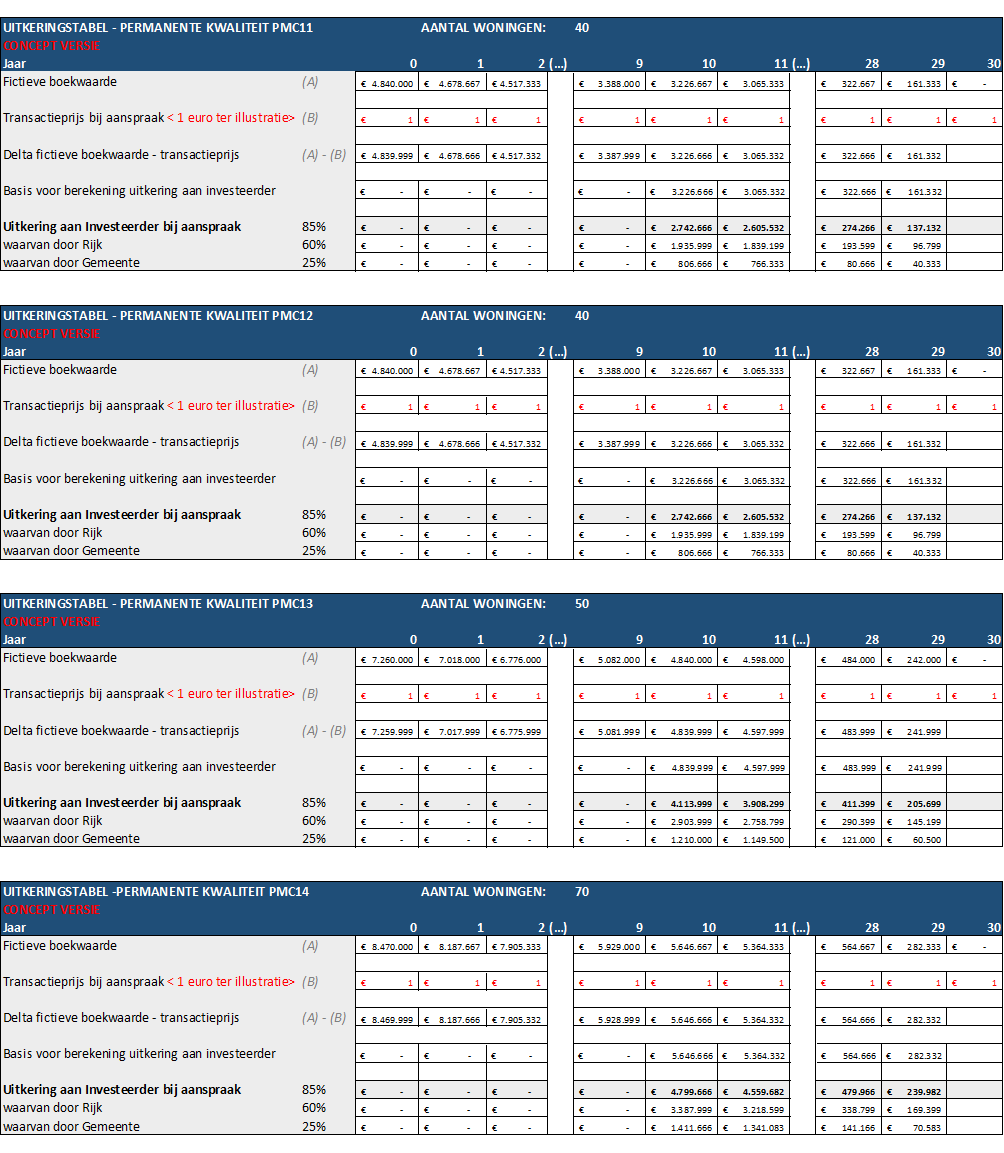 UITKERINGSTABEL - PERMANENTE KWALITEIT PMC11 AANTAL WONINGEN: 40
CONCEPT VERSIE
Jaar 0 1 2 (...) 9 10 11 (...) 28 29 30
Fictieve boekwaarde (A) € 4.840.000 € 4.678.667 € 4.517.333 € 3.388.000 € 3.226.667 € 3.065.333 € 322.667 € 161.333 € -
Transactieprijs bij aanspraak < 1 euro ter illustratie> (B) € 1 € 1 € 1 € 1 € 1 € 1 € 1 € 1 € 1
Delta fictieve boekwaarde - transactieprijs (A) - (B) € 4.839.999 € 4.678.666 € 4.517.332 € 3.387.999 € 3.226.666 € 3.065.332 € 322.666 € 161.332
Basis voor berekening uitkering aan investeerder € - € - € - € - € 3.226.666 € 3.065.332 € 322.666 € 161.332
Uitkering aan Investeerder bij aanspraak 85% € - € - € - € - € 2.742.666 € 2.605.532 € 274.266 € 137.132
waarvan door Rijk 60% € - € - € - € - € 1.935.999 € 1.839.199 € 193.599 € 96.799
waarvan door Gemeente 25% € - € - € - € - € 806.666 € 766.333 € 80.666 € 40.333
UITKERINGSTABEL - PERMANENTE KWALITEIT PMC12 AANTAL WONINGEN: 40
CONCEPT VERSIE
Jaar 0 1 2 (...) 9 10 11 (...) 28 29 30
Fictieve boekwaarde (A) € 4.840.000 € 4.678.667 € 4.517.333 € 3.388.000 € 3.226.667 € 3.065.333 € 322.667 € 161.333 € -
Transactieprijs bij aanspraak < 1 euro ter illustratie> (B) € 1 € 1 € 1 € 1 € 1 € 1 € 1 € 1 € 1
Delta fictieve boekwaarde - transactieprijs (A) - (B) € 4.839.999 € 4.678.666 € 4.517.332 € 3.387.999 € 3.226.666 € 3.065.332 € 322.666 € 161.332
Basis voor berekening uitkering aan investeerder € - € - € - € - € 3.226.666 € 3.065.332 € 322.666 € 161.332
Uitkering aan Investeerder bij aanspraak 85% € - € - € - € - € 2.742.666 € 2.605.532 € 274.266 € 137.132
waarvan door Rijk 60% € - € - € - € - € 1.935.999 € 1.839.199 € 193.599 € 96.799
waarvan door Gemeente 25% € - € - € - € - € 806.666 € 766.333 € 80.666 € 40.333
UITKERINGSTABEL - PERMANENTE KWALITEIT PMC13 AANTAL WONINGEN: 50
CONCEPT VERSIE
Jaar 0 1 2 (...) 9 10 11 (...) 28 29 30
Fictieve boekwaarde (A) € 7.260.000 € 7.018.000 € 6.776.000 € 5.082.000 € 4.840.000 € 4.598.000 € 484.000 € 242.000 € -
Transactieprijs bij aanspraak < 1 euro ter illustratie> (B) € 1 € 1 € 1 € 1 € 1 € 1 € 1 € 1 € 1
Delta fictieve boekwaarde - transactieprijs (A) - (B) € 7.259.999 € 7.017.999 € 6.775.999 € 5.081.999 € 4.839.999 € 4.597.999 € 483.999 € 241.999
Basis voor berekening uitkering aan investeerder € - € - € - € - € 4.839.999 € 4.597.999 € 483.999 € 241.999
Uitkering aan Investeerder bij aanspraak 85% € - € - € - € - € 4.113.999 € 3.908.299 € 411.399 € 205.699
waarvan door Rijk 60% € - € - € - € - € 2.903.999 € 2.758.799 € 290.399 € 145.199
waarvan door Gemeente 25% € - € - € - € - € 1.210.000 € 1.149.500 € 121.000 € 60.500
UITKERINGSTABEL -PERMANENTE KWALITEIT PMC14 AANTAL WONINGEN: 70
CONCEPT VERSIE
Jaar 0 1 2 (...) 9 10 11 (...) 28 29 30
Fictieve boekwaarde (A) € 8.470.000 € 8.187.667 € 7.905.333 € 5.929.000 € 5.646.667 € 5.364.333 € 564.667 € 282.333 € -
Transactieprijs bij aanspraak < 1 euro ter illustratie> (B) € 1 € 1 € 1 € 1 € 1 € 1 € 1 € 1 € 1
Delta fictieve boekwaarde - transactieprijs (A) - (B) € 8.469.999 € 8.187.666 € 7.905.332 € 5.928.999 € 5.646.666 € 5.364.332 € 564.666 € 282.332
Basis voor berekening uitkering aan investeerder € - € - € - € - € 5.646.666 € 5.364.332 € 564.666 € 282.332
Uitkering aan Investeerder bij aanspraak 85% € - € - € - € - € 4.799.666 € 4.559.682 € 479.966 € 239.982
waarvan door Rijk 60% € - € - € - € - € 3.387.999 € 3.218.599 € 338.799 € 169.399
waarvan door Gemeente 25% € - € - € - € - € 1.411.666 € 1.341.083 € 141.166 € 70.583